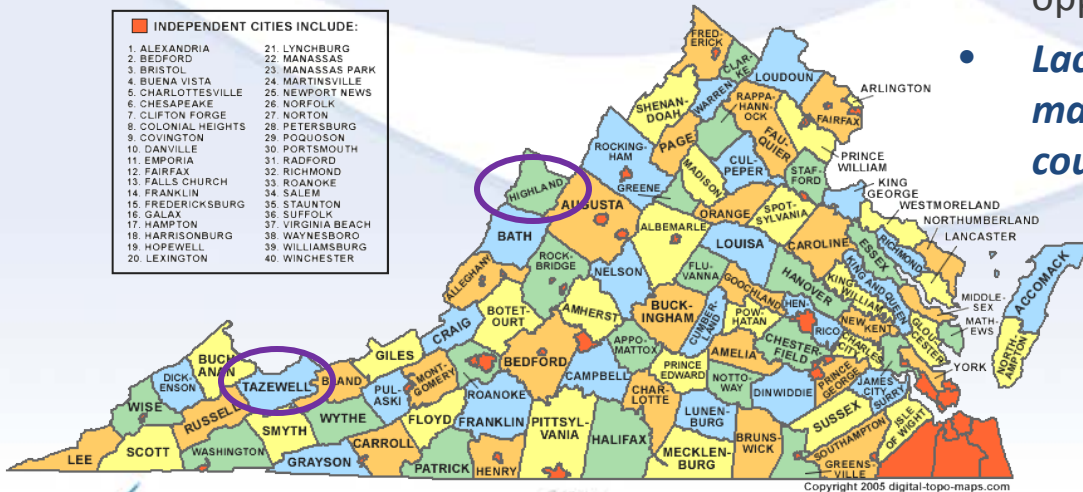 INDEPENDENT CITIES INCLUDE:
1. ALEXANDRIA
2. BEDFORD
3. BRISTOL
4. BUENA VISTA
5. CHARLOTTESVILLE
6. CHESAPEAKE
7. CLIFTON FORGE
8. COLONIAL HEIGHTS
9. COVINGTON
10. DANVILLE
11. EMPORIA
12. FAIRFAX
13. FALLS CHURCH
14. FRANKLIN
15. FREDERICKSBURG
16. GALAX
17. HAMPTON
18. HARRISONBURG
19. HOPEWELL
20. LEXINGTON
21. LYNCHBURG
22. MANASSAS
23. MANASSAS PARK
24. MARTINSVILLE
25. NEWPORT NEWS
26. NORFOLK
27. NORTON
28. PETERSBURG
29. POQUOSON
30. PORTSMOUTH
31. RADFORD
32. RICHMOND
33. ROANOKE
34. SALEM
35. STAUNTON
36. SUFFOLK
37. VIRGINIA BEACH
38. WAYNESBORO
39. WILLIAMSBURG
40. WINCHESTER
FRED-
ERICK
CLAR-
KE
LOUDOUN
WARREN
SHENAN-
DOAH
RAPPA-
HANN-
OCK
FAU-
QUIER
ARLINGTON
FAIRFAX
PRINCE
WILLIAM
PAGE
ROCKING-
HAM
MADISON
CUL-
PEPER
STAF-
FORD
KING
GEORGE
WESTMORELAND
NORTHUMBERLAND
LANCASTER
HIGHLAND
AUGUSTA
GREENE
ORANGE
SPOT-
SYLVANIA
BATH
ALBEMARLE
LOUISA
CAROLINE
ESSEX
RICHMOND
ACCOMACK
ALLEGHANY
ROCK-
BRIDGE
NELSON
FLU-
VANNA
GOOCHLAND
HANOVER
KING AND QUEEN
KING
WILLIAM
MIDDLE-
SEX
MATH-
EWS
NORTH
AMPTON
CRAIG
BOTET-
OURT
AMHERST
BUCK-
INGHAM
CUMBER-
LAND
POW-
HATAN
HEN-
RICO
NEW
KENT
GLOU-
CESTER
YORK
APPO-
MATTOX
AMELIA
CHESTER-
FIELD
CHARLES
CITY
JAMES
CITY
SURRY
GILES
BEDFORD
CAMPBELL
PRINCE
EDWARD
NOTTO-
WAY
DINWIDDIE
PRINCE
GEORGE
BUCH
ANAN
TAZEWELL
BLAND
MONT-
GOMERY
ROANOKE
CHAR-
LOTTE
LUNEN-
BURG
SUSSEX
ISLE
OF WIGHT
DICK-
ENSON
WISE
RUSSELL
SMYTH
WYTHE
PUL-
ASKI
FLOYD
FRANKLIN
PITTSYL-
VANIA
HALIFAX
MECKLEN-
BURG
BRUNS-
WICK
GREENS-
VILLE
SOUTHAMPTON
LEE
SCOTT
WASHINGTON
GRAYSON
CARROLL
PATRICK
HENRY
Copyright 2005 digital-topo-maps.com